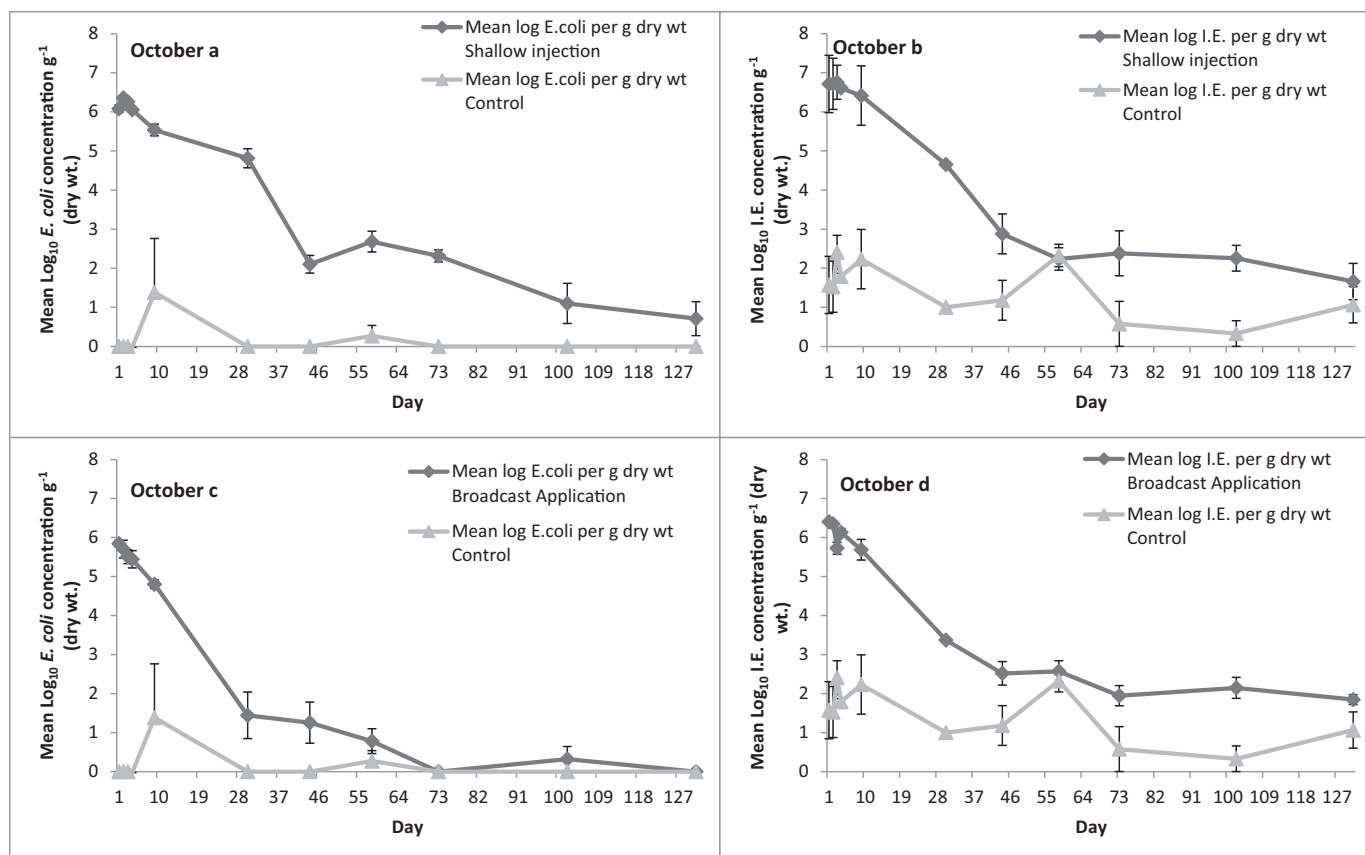 October a
Mean log E.coli per g dry wt
Shallow injection
Mean log E.coli per g dry wt
Control
Mean Log₁₀ E. coli concentration g⁻¹
(dry wt.)
8
7
6
5
4
3
2
1
0
1 10 19 28 37 46 55 64 73 82 91 100 109 118 127
Day
October b
Mean log I.E. per g dry wt
Shallow injection
Mean log I.E. per g dry wt
Control
Mean Log₁₀ I.E. concentration g⁻¹
(dry wt.)
8
7
6
5
4
3
2
1
0
1 10 19 28 37 46 55 64 73 82 91 100 109 118 127
Day
October c
Mean log E.coli per g dry wt
Broadcast Application
Mean log E.coli per g dry wt
Control
Mean Log₁₀ E. coli concentration g⁻¹
(dry wt.)
8
7
6
5
4
3
2
1
0
1 10 19 28 37 46 55 64 73 82 91 100 109 118 127
Day
October d
Mean log I.E. per g dry wt
Broadcast Application
Mean log I.E. per g dry wt
Control
Mean Log₁₀ I.E. concentration g⁻¹ (dry
wt.)
8
7
6
5
4
3
2
1
0
1 10 19 28 37 46 55 64 73 82 91 100 109 118 127
Day